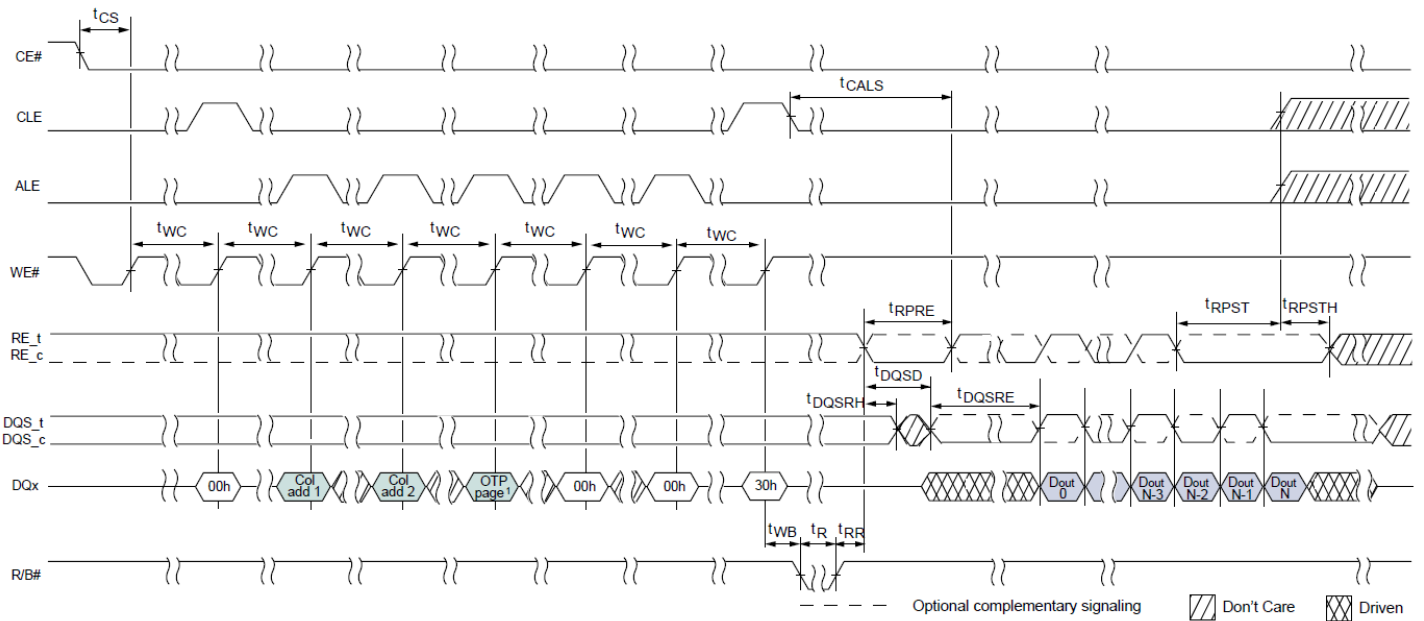 tCS
CE#
tCALS
CLE
ALE
tWC tWC tWC tWC tWC tWC tWC
WE#
tRPRE tRPST tRPSTH
RE_t
RE_c
tDQSD
tDQSRH tDQSRE
DQS_t
DQS_c
DQx 00h Col add 1 Col add 2 OTP page¹ 00h 00h 30h Dout 0 Dout N-3 Dout N-2 Dout N-1 Dout N
tWB tR tRR
R/B#
Optional complementary signaling Don't Care Driven